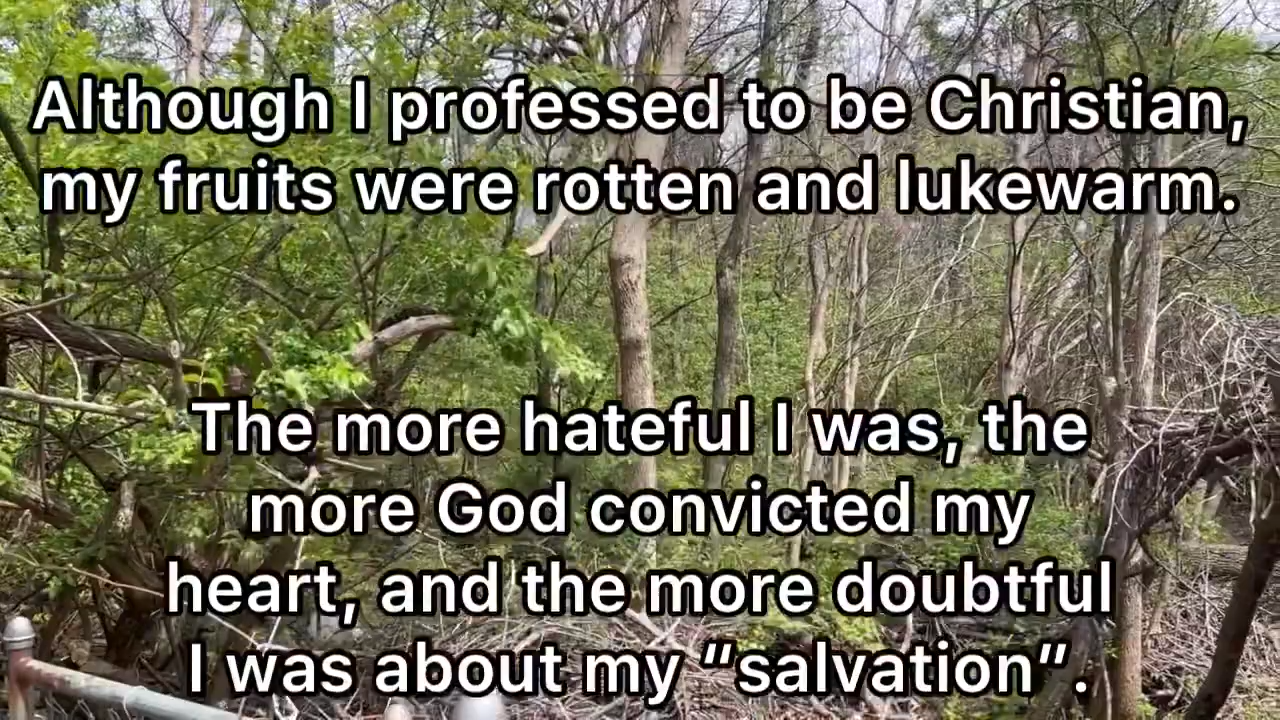 Although I professed to be Christian,
my fruits were rotten and lukewarm.
The more hateful I was, the
more God convicted my
heart, and the more doubtful
I was about my “salvation”.